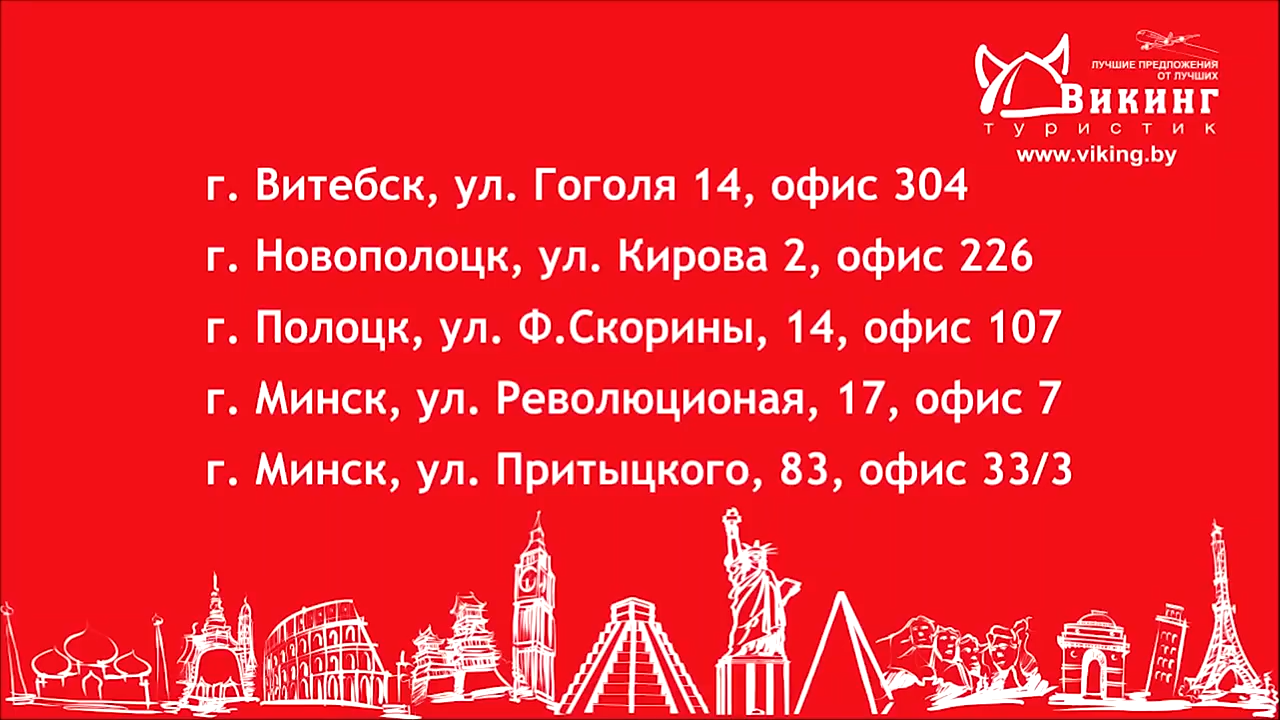 ЛУЧШИЕ ПРЕДЛОЖЕНИЯ
ОТ ЛУЧШИХ
Викинг
туристик
www.viking.by
г. Витебск, ул. Гоголя 14, офис 304
г. Новополоцк, ул. Кирова 2, офис 226
г. Полоцк, ул. Ф.Скорины, 14, офис 107
г. Минск, ул. Революционая, 17, офис 7
г. Минск, ул. Притыцкого, 83, офис 33/3